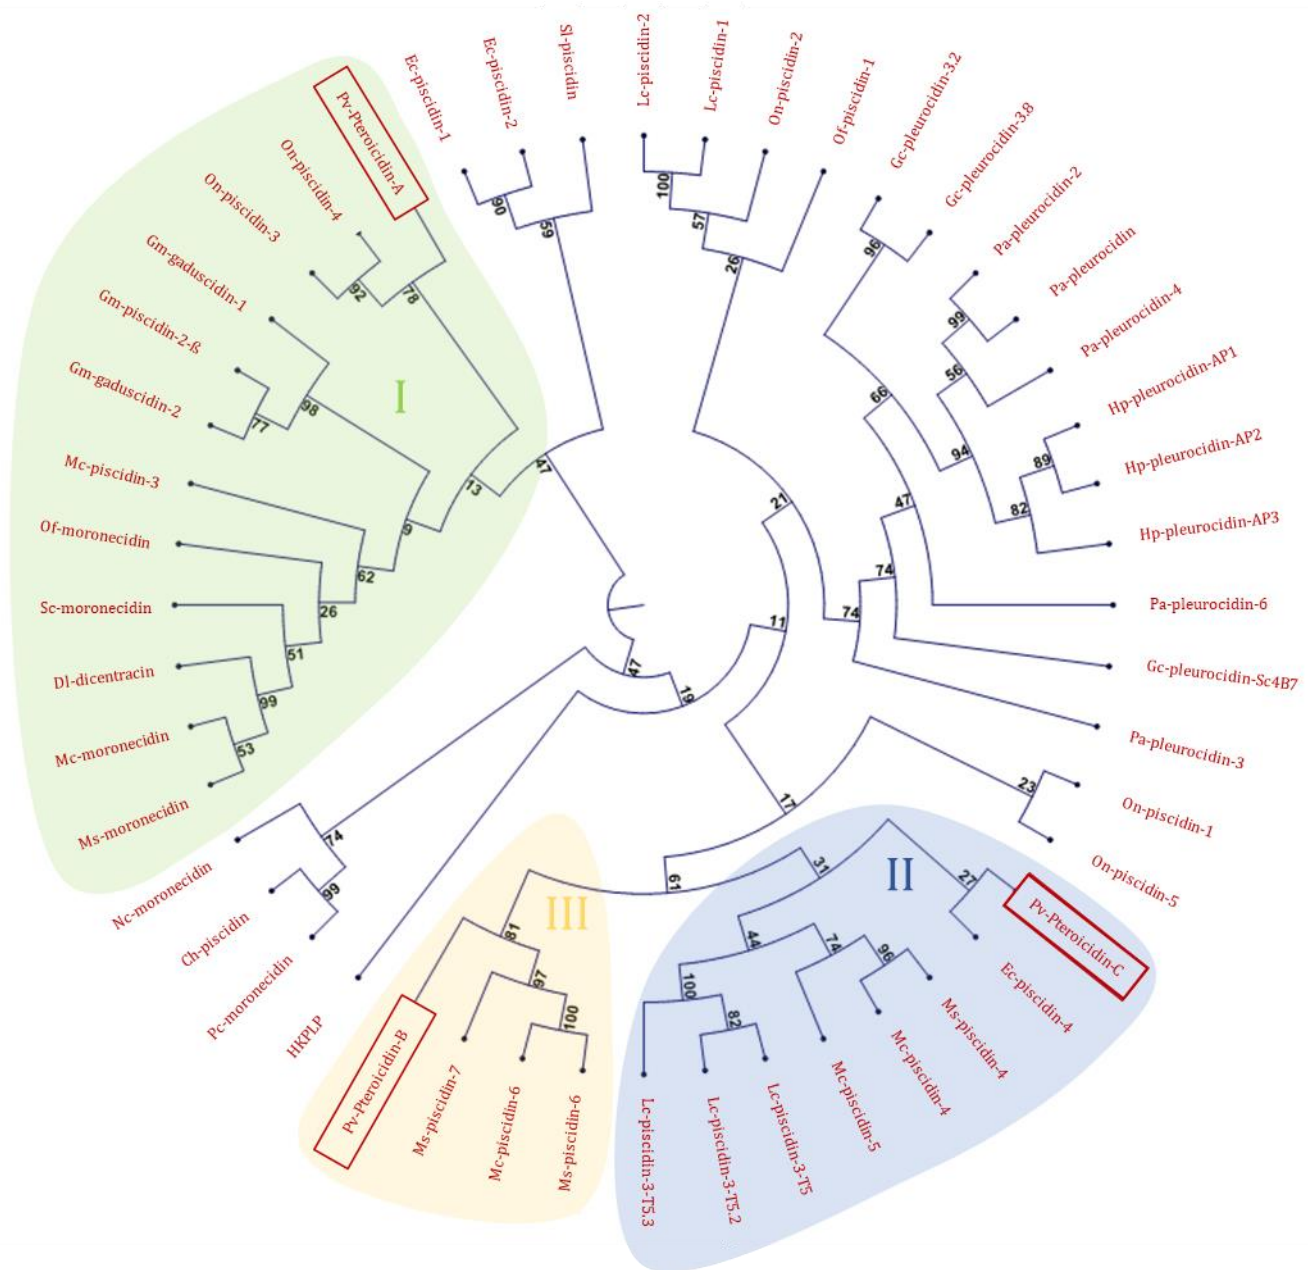 Pv-Pteroicidin-A
On-piscidin-4
On-piscidin-3
Gm-gaduscidin-1
Gm-piscidin-2-ß
Gm-gaduscidin-2
Mc-piscidin-3
Of-moronecidin
Sc-moronecidin
Dl-dicentracin
Mc-moronecidin
Ms-moronecidin
Nc-moronecidin
Ch-piscidin
Pc-moronecidin
HKPLP
Pv-Pteroicidin-B
Ms-piscidin-7
Mc-piscidin-6
Ms-piscidin-6
Lc-piscidin-3-T5.3
Lc-piscidin-3-T5.2
Lc-piscidin-3-T5
Mc-piscidin-5
Mc-piscidin-4
Ms-piscidin-4
Ec-piscidin-4
Pv-Pteroicidin-C
On-piscidin-5
On-piscidin-1
Pa-pleurocidin-3
Gc-pleurocidin-Sc4B7
Pa-pleurocidin-6
Hp-pleurocidin-AP3
Hp-pleurocidin-AP2
Hp-pleurocidin-AP1
Pa-pleurocidin-4
Pa-pleurocidin
Pa-pleurocidin-2
Gc-pleurocidin-3.8
Gc-pleurocidin-3.2
Of-piscidin-1
On-piscidin-2
Lc-piscidin-1
Lc-piscidin-2
Sl-piscidin
Ec-piscidin-2
Ec-piscidin-1
I
II
III
90
59
100
57
26
96
99
56
66
94
89
82
47
74
74
21
11
19
47
47
13
78
92
98
77
9
62
26
51
99
53
74
99
17
23
61
31
27
44
74
96
100
82
81
97
100